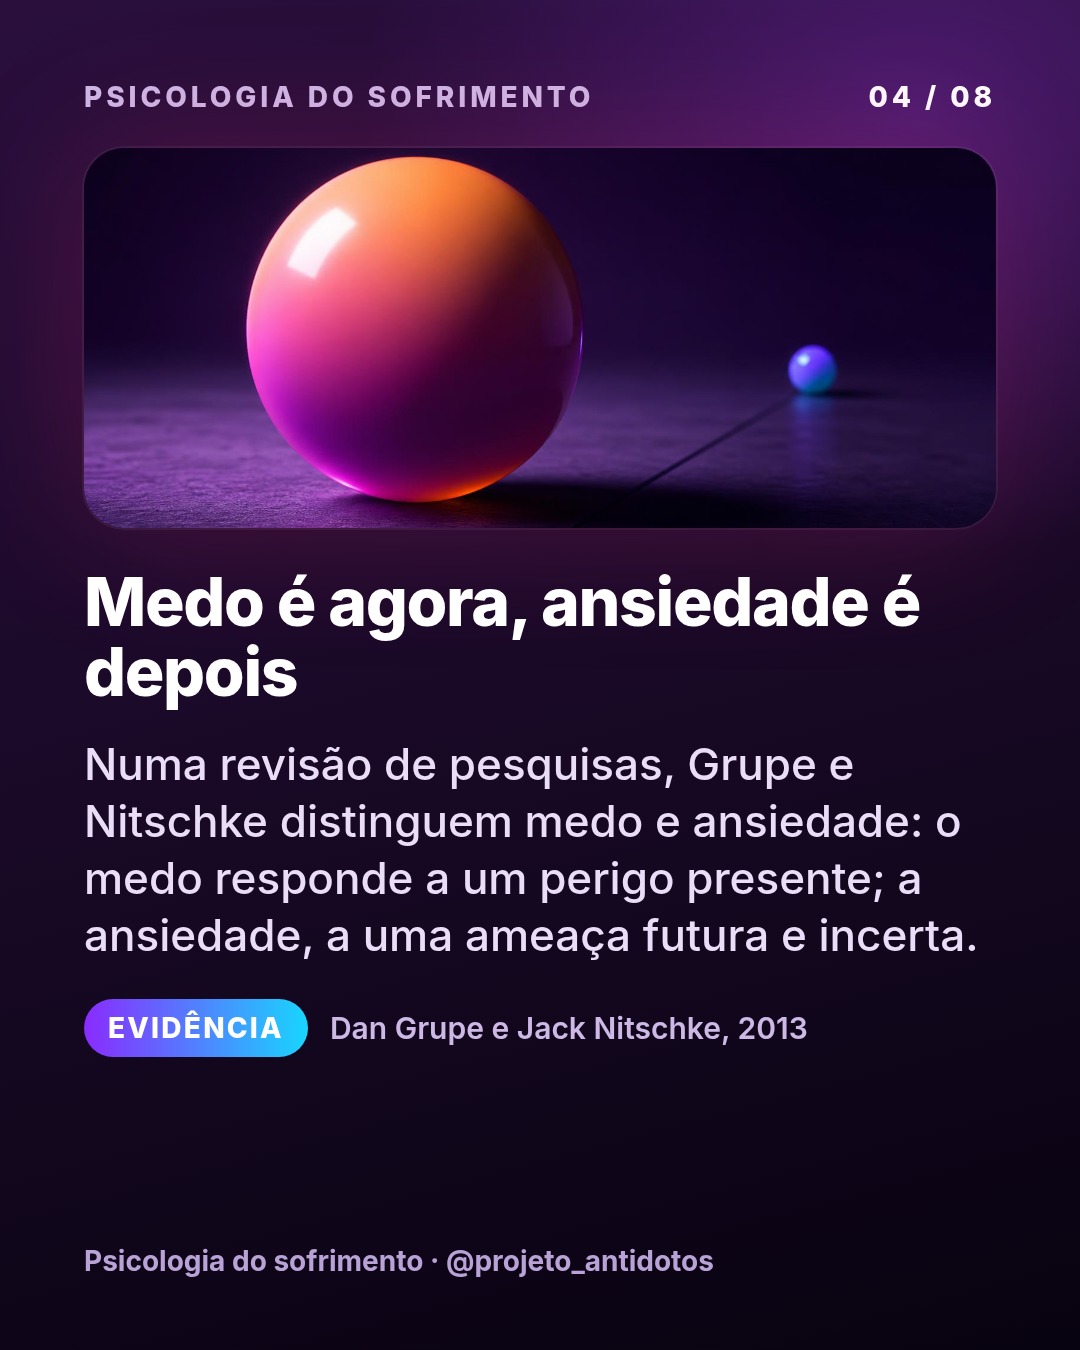 PSICOLOGIA DO SOFRIMENTO
04 / 08
Medo é agora, ansiedade é
depois
Numa revisão de pesquisas, Grupe e
Nitschke distinguem medo e ansiedade: o
medo responde a um perigo presente; a
ansiedade, a uma ameaça futura e incerta.
EVIDÊNCIA
Dan Grupe e Jack Nitschke, 2013
Psicologia do sofrimento · @projeto_antidotos